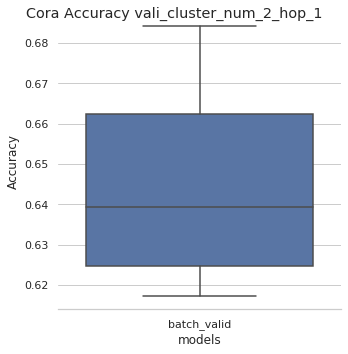 Cora Accuracy vali_cluster_num_2_hop_1
0.68
0.67
0.66
0.65
0.64
0.63
0.62
Accuracy
batch_valid
models